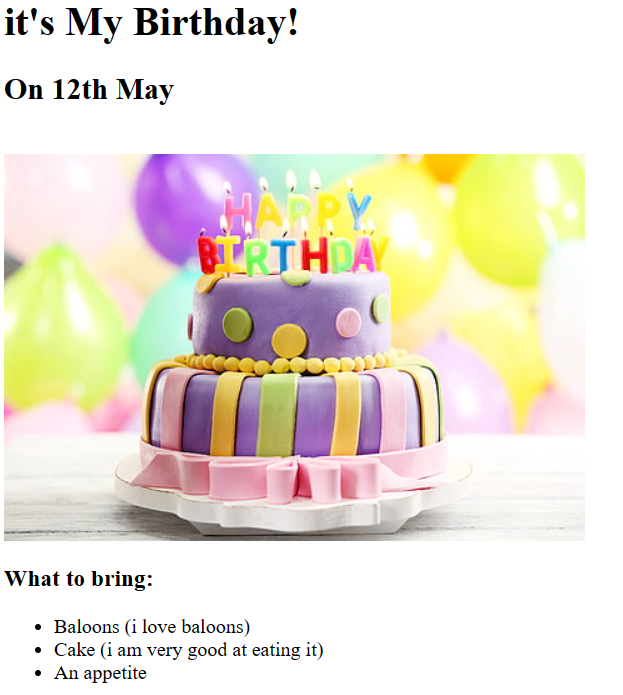 it's My Birthday!
On 12th May
HAPPY
BIRTHDAY
What to bring:
Baloons (i love baloons)
Cake (i am very good at eating it)
An appetite